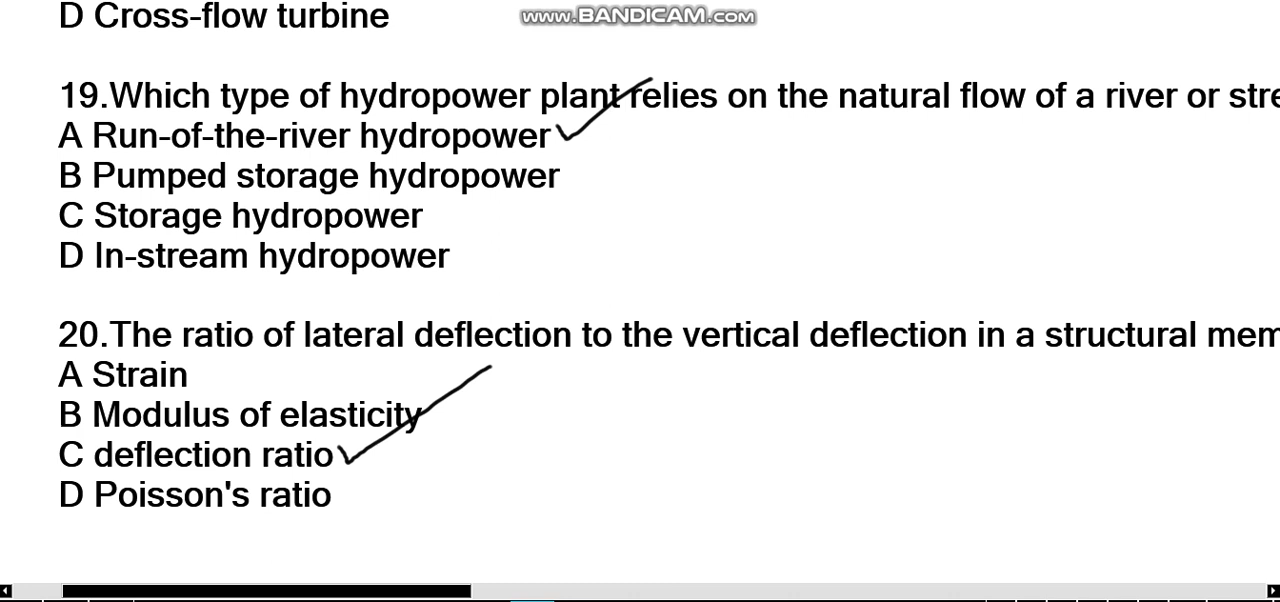 D Cross-flow turbine
www.BANDICAM.com
19.Which type of hydropower plant relies on the natural flow of a river or stre
A Run-of-the-river hydropower
B Pumped storage hydropower
C Storage hydropower
D In-stream hydropower
20.The ratio of lateral deflection to the vertical deflection in a structural mem
A Strain
B Modulus of elasticity
C deflection ratio
D Poisson's ratio